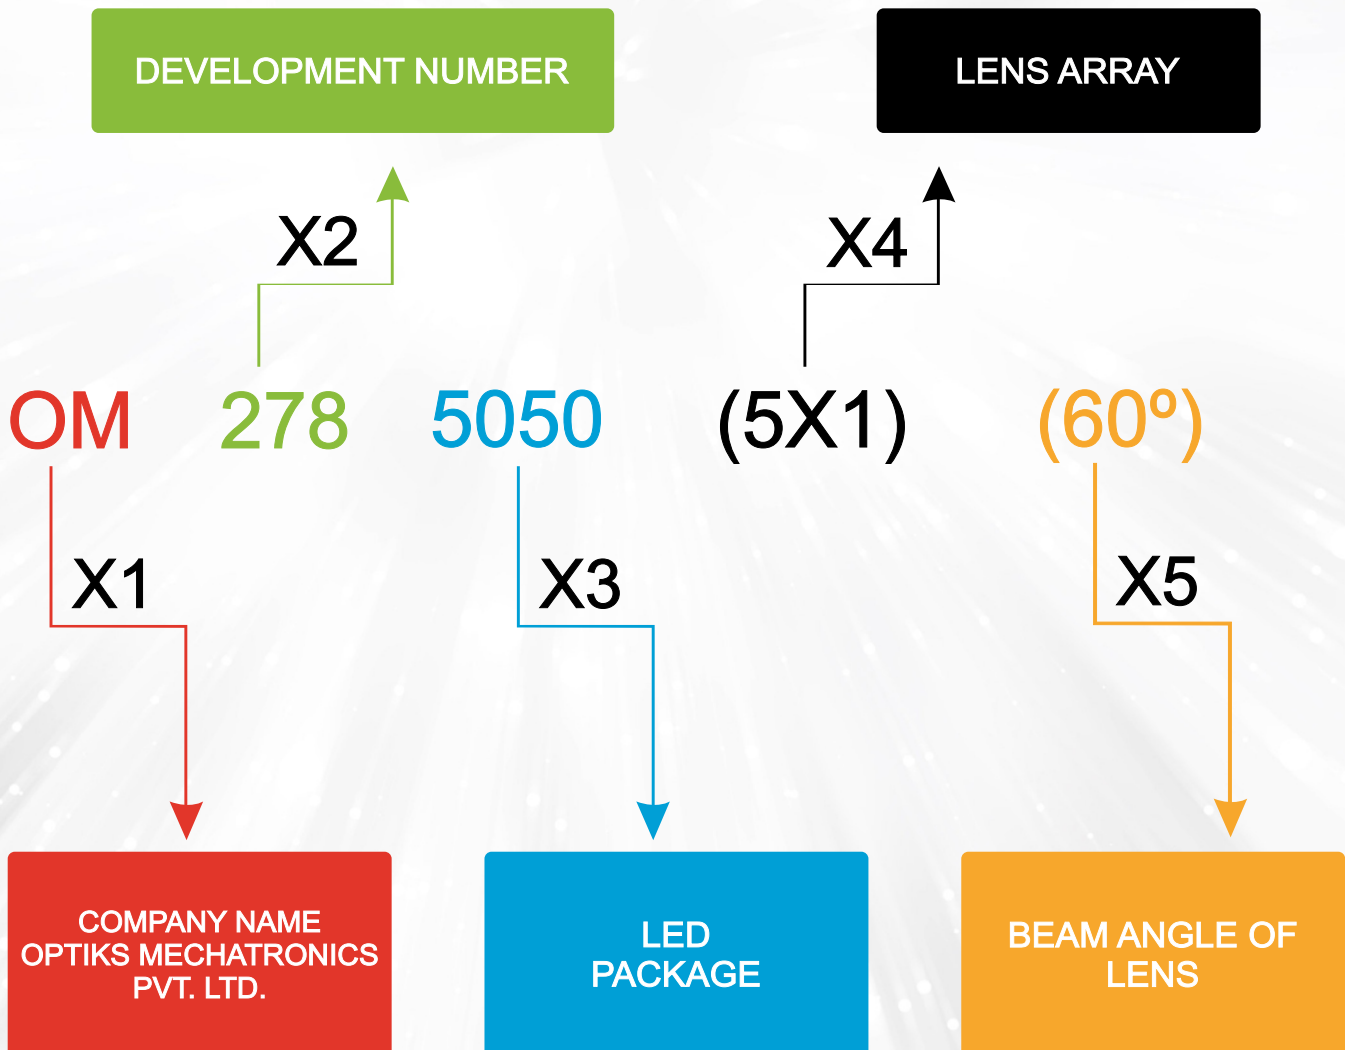 DEVELOPMENT NUMBER
LENS ARRAY
X2
X4
OM 278 5050 (5X1) (60º)
X1
X3
X5
COMPANY NAME
OPTIKS MECHATRONICS
PVT. LTD.
LED
PACKAGE
BEAM ANGLE OF
LENS